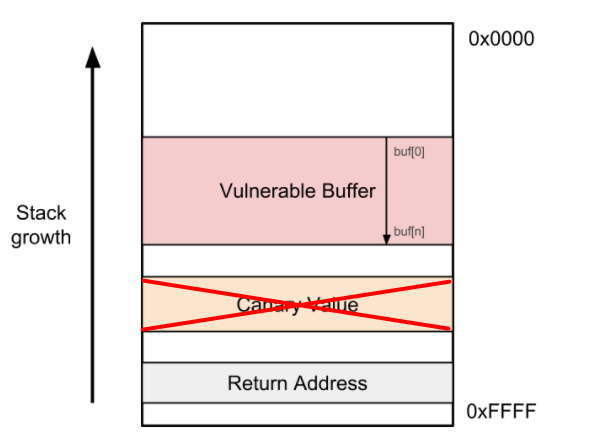 0x0000
buf[0]
Vulnerable Buffer
Stack
growth
buf[n]
Canary Value
Return Address
0xFFFF